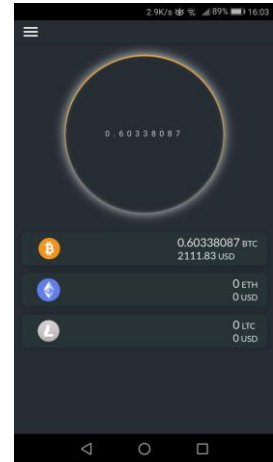 2.9K/s 89% 16:03
0.60338087
0.60338087 BTC
2111.83 USD
0 ETH
0 USD
0 LTC
0 USD